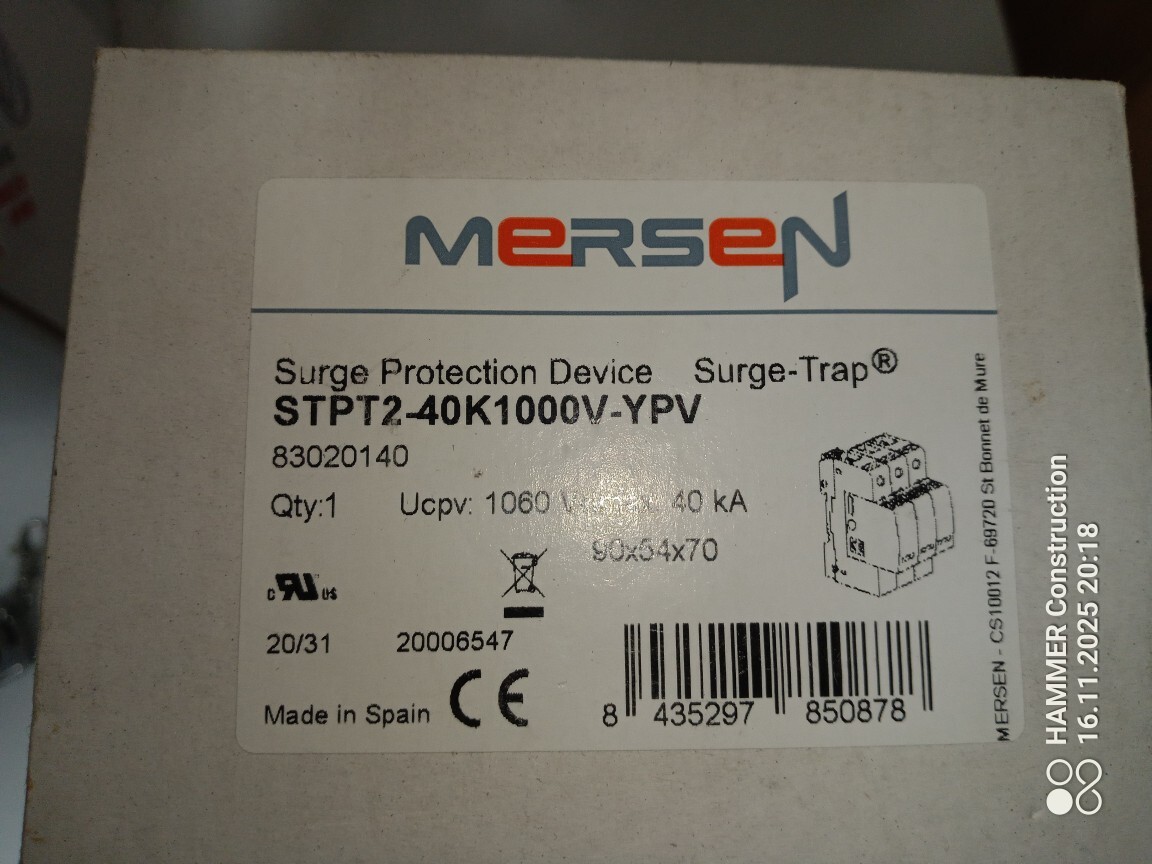 MERSEN
Surge Protection Device Surge-Trap®
STPT2-40K1000V-YPV
83020140
Qty:1 Ucpv: 1060 40 kA
90x54x70
c RU us
20/31 20006547
Made in Spain CE
8 435297 850878
MERSEN - CS10012 F-69720 St Bonnet de Mure
HAMMER Construction
16.11.2025 20:18